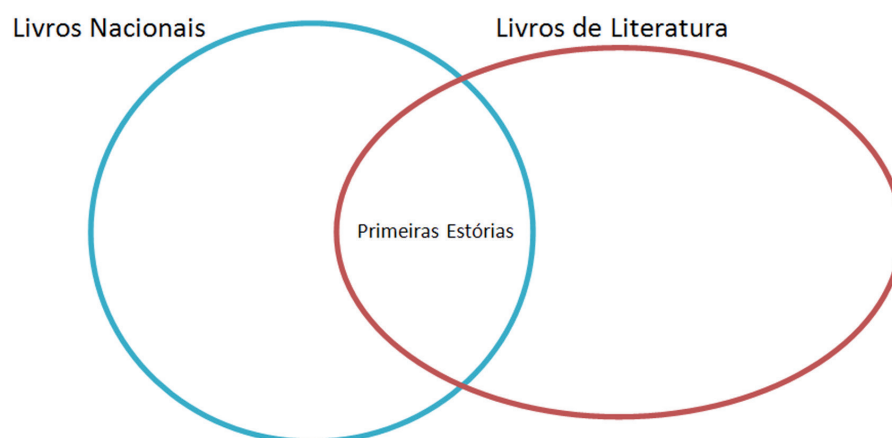 Livros Nacionais
Livros de Literatura
Primeiras Estórias